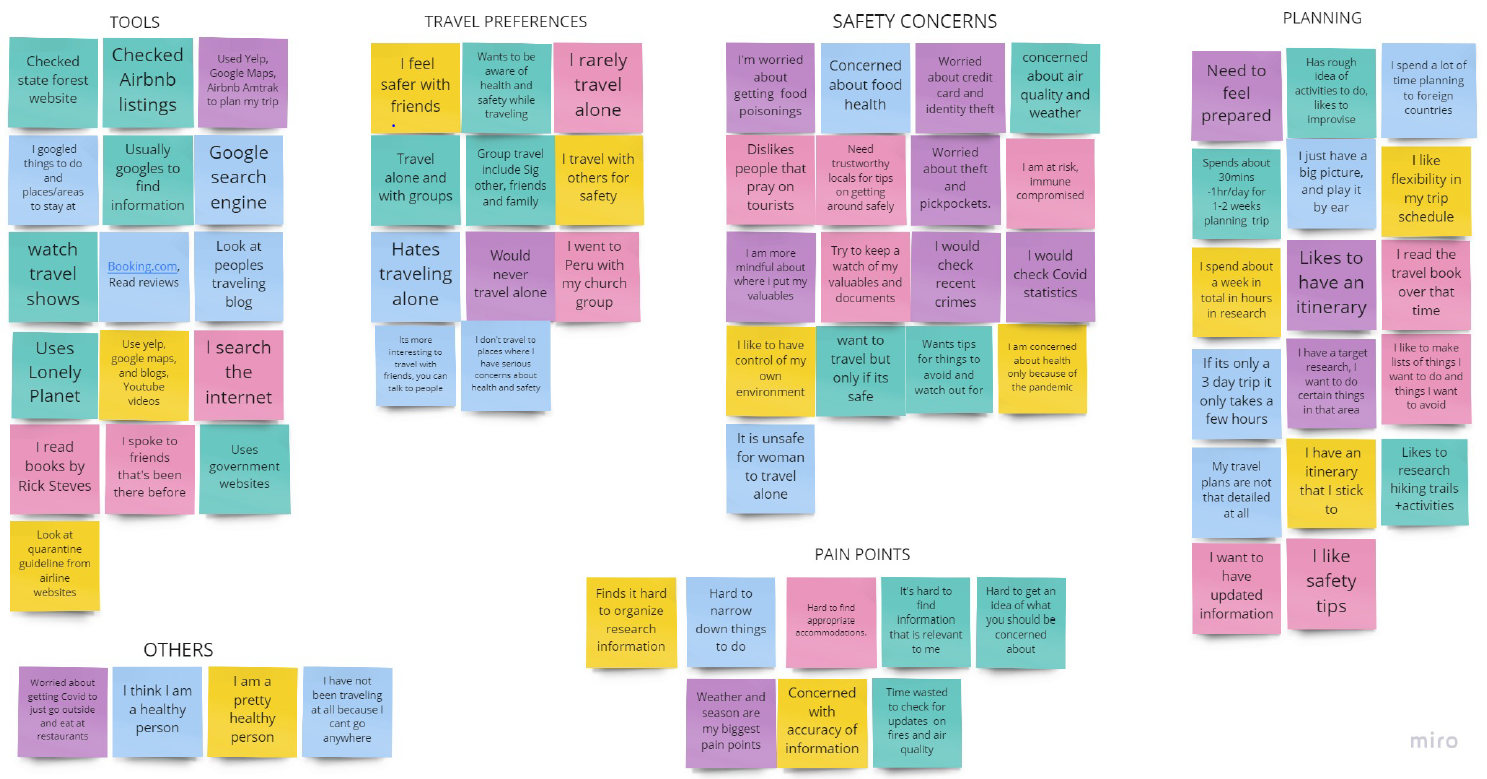 TOOLS
Checked
state forest
website
Checked
Airbnb
listings
Used Yelp,
Google Maps,
Airbnb Amtrak
to plan my trip
I googled
things to do
and
places/areas
to stay at
Usually
googles to
find
information
Google
search
engine
watch
travel
shows
Booking.com,
Read reviews
Look at
peoples
traveling
blog
Uses
Lonely
Planet
Use yelp,
google maps,
and blogs,
Youtube
videos
I search
the
internet
I read
books by
Rick Steves
I spoke to
friends
that's been
there before
Uses
government
websites
Look at
quarantine
guideline from
airline
websites
TRAVEL PREFERENCES
I feel
safer with
friends
.
Wants to be
aware of
health and
safety while
traveling
I rarely
travel
alone
Travel
alone and
with groups
Group travel
include Sig
other, friends
and family
I travel with
others for
safety
Hates
traveling
alone
Would
never
travel alone
I went to
Peru with
my church
group
Its more
interesting to
travel with
friends, you can
talk to people
I don't travel to
places where I
have serious
concerns about
health and safety
SAFETY CONCERNS
I'm worried
about
getting food
poisonings
Concerned
about food
health
Worried
about credit
card and
identity theft
concerned
about air
quality and
weather
Dislikes
people that
pray on
tourists
Need
trustworthy
locals for tips
on getting
around safely
Worried
about theft
and
pickpockets.
I am at risk,
immune
compromised
I am more
mindful about
where i put my
valuables
Try to keep a
watch of my
valuables and
documents
I would
check
recent
crimes
I would
check Covid
statistics
I like to have
control of my
own
environment
want to
travel but
only if its
safe
Wants tips
for things to
avoid and
watch out for
I am concerned
about health
only because of
the pandemic
It is unsafe
for woman
to travel
alone
PLANNING
Need to
feel
prepared
Has rough
idea of
activities to do,
likes to
improvise
I spend a lot of
time planning
to foreign
countries
Spends about
30mins
-1hr/day for
1-2 weeks
planning trip
I just have a
big picture,
and play it
by ear
I like
flexibility in
my trip
schedule
I spend about
a week in
total in hours
in research
Likes to
have an
itinerary
I read the
travel book
over that
time
If its only a
3 day trip it
only takes a
few hours
I have a target
research, I
want to do
certain things
in that area
I like to make
lists of things I
want to do and
things I want
to avoid
My travel
plans are not
that detailed
at all
I have an
itinerary
that I stick
to
Likes to
research
hiking trails
+activities
I want to
have
updated
information
I like
safety
tips
PAIN POINTS
Finds it hard
to organize
research
information
Hard to
narrow
down things
to do
Hard to find
appropriate
accommodations.
It's hard to
find
information
that is relevant
to me
Hard to get an
idea of what
you should be
concerned
about
Weather and
season are
my biggest
pain points
Concerned
with
accuracy of
information
Time wasted
to check for
updates on
fires and air
quality
OTHERS
Worried about
getting Covid to
just go outside
and eat at
restaurants
I think I am
a healthy
person
I am a
pretty
healthy
person
I have not
been traveling
at all because I
cant go
anywhere
miro